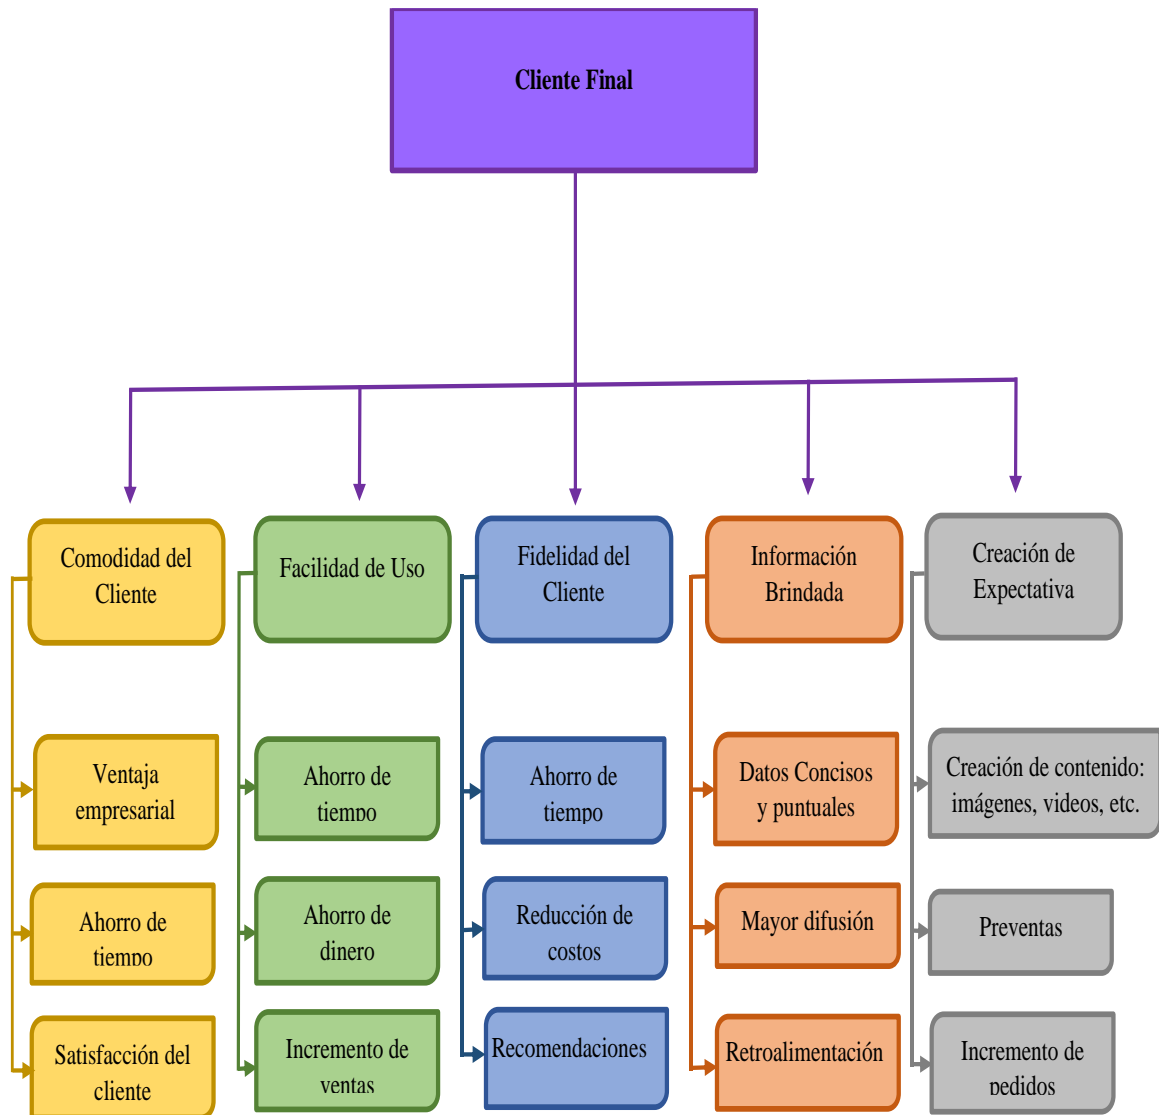 Cliente Final
Comodidad del
Cliente
Facilidad de Uso
Fidelidad del
Cliente
Información
Brindada
Creación de
Expectativa
Ventaja
empresarial
Ahorro de
tiempo
Ahorro de
tiempo
Datos Concisos
y puntuales
Creación de contenido:
imágenes, videos, etc.
Ahorro de
tiempo
Ahorro de
dinero
Reducción de
costos
Mayor difusión
Preventas
Satisfacción del
cliente
Incremento de
ventas
Recomendaciones
Retroalimentación
Incremento de
pedidos